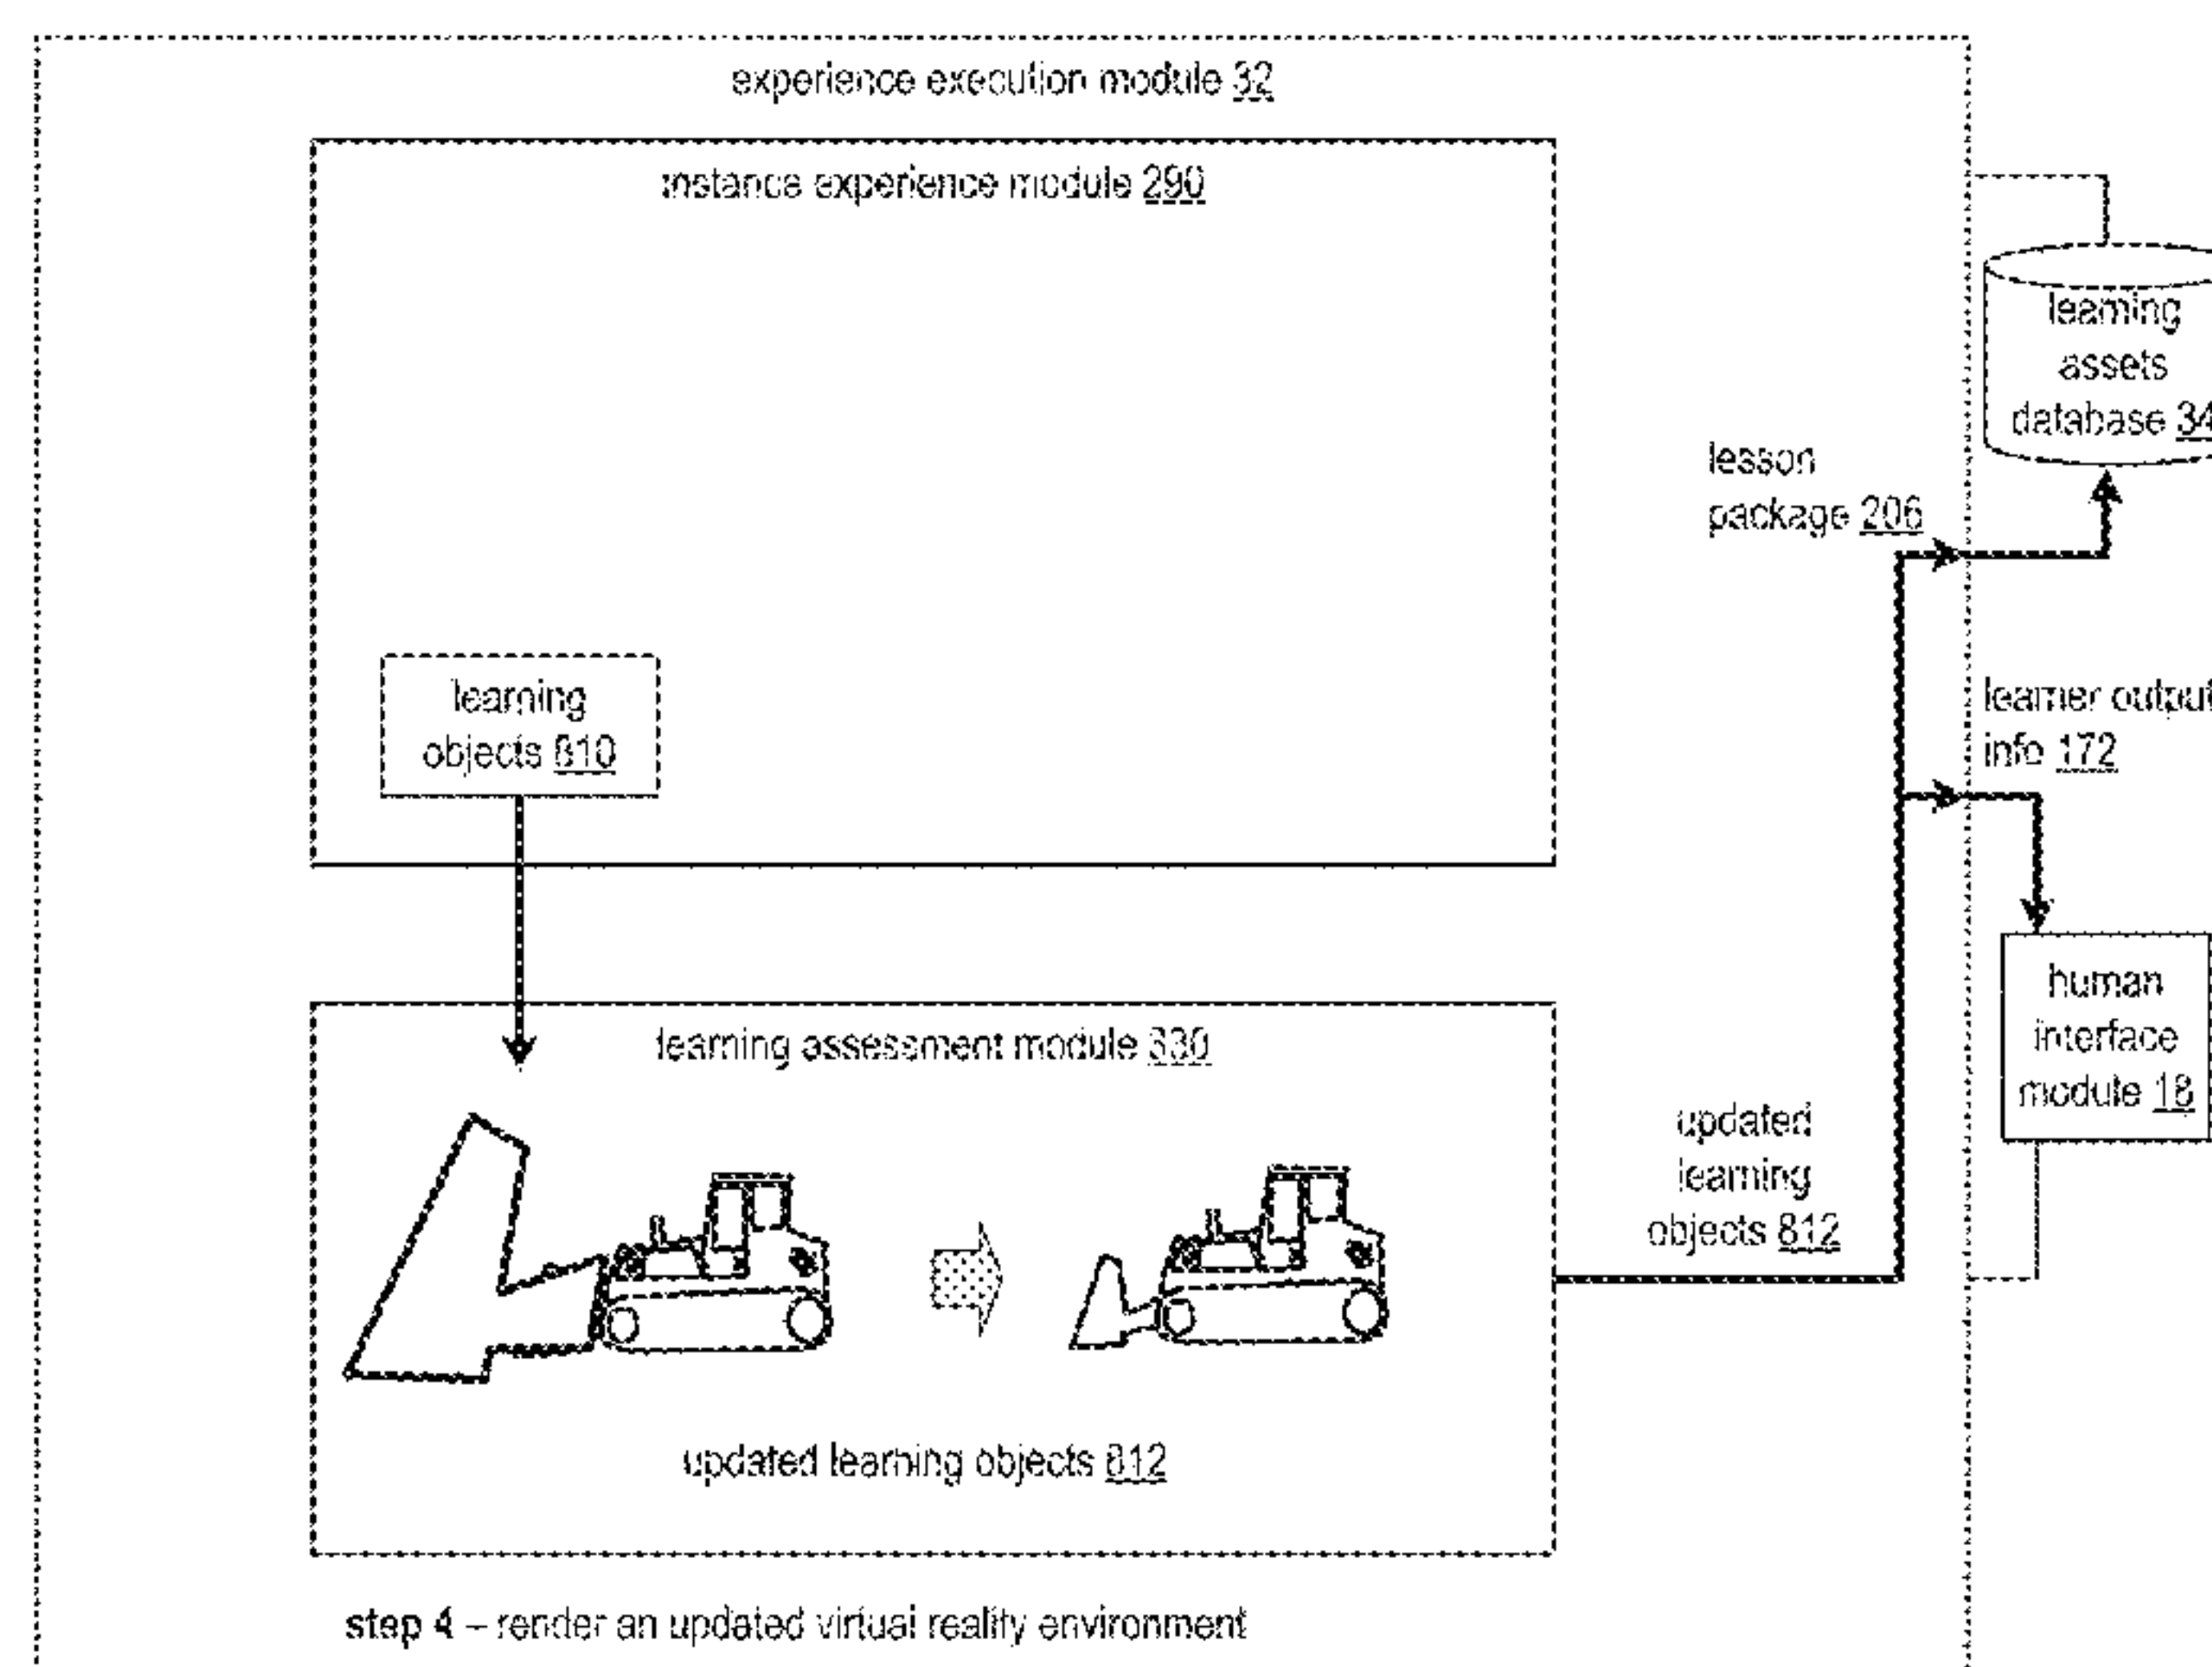 experience execution module 32
instance experience module 290
learning
assets
database 34
lesson
package 206
learning
objects 810
learner output
info 172
human
interface
module 18
learning assessment module 330
updated
learning
objects 812
updated learning objects 812
step 4 – render an updated virtual reality environment